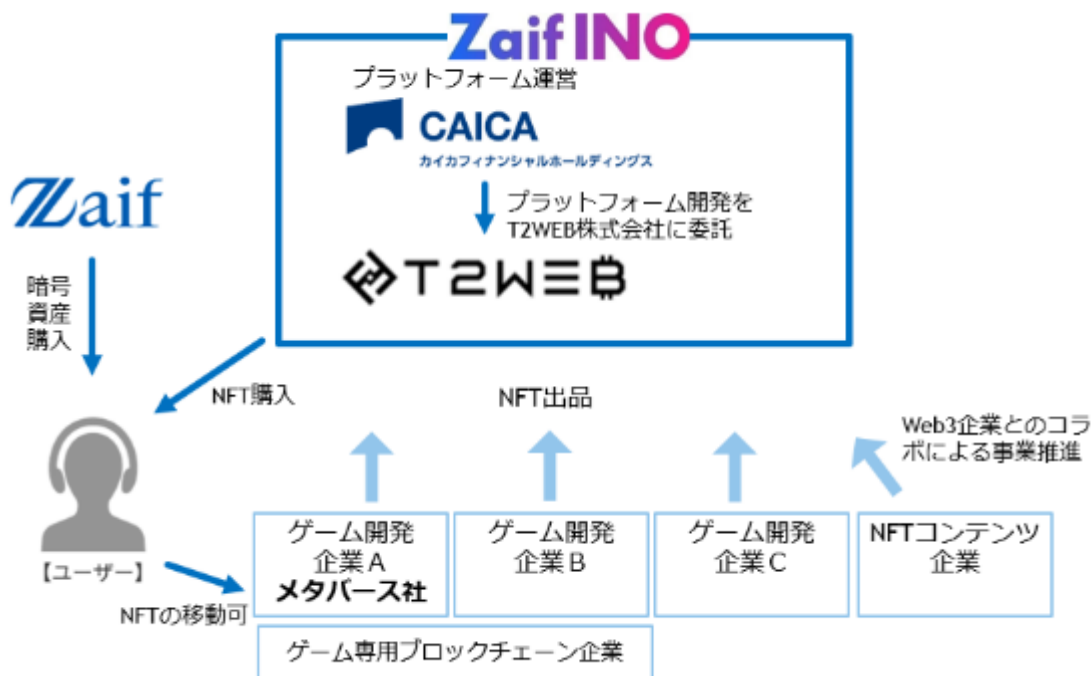 Zaif INO
プラットフォーム運営
CAICA
カイカフィナンシャルホールディングス
プラットフォーム開発を
T2WEB株式会社に委託
T2WEB
Zaif
暗号
資産
購入
NFT購入
NFT出品
Web3企業とのコラ
ボによる事業推進
【ユーザー】
NFTの移動可
ゲーム開発
企業A
メタバース社
ゲーム開発
企業B
ゲーム開発
企業C
NFTコンテンツ
企業
ゲーム専用ブロックチェーン企業